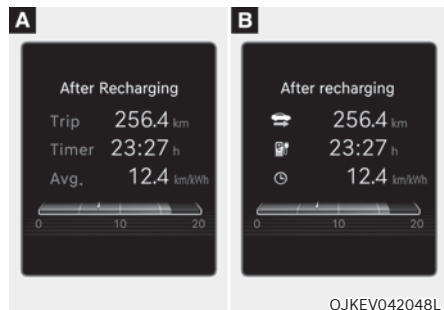 A
After Recharging
Trip 256.4 km
Timer 23:27 h
Avg. 12.4 km/kWh
0 10 20
B
After recharging
256.4 km
23:27 h
12.4 km/kWh
0 10 20
OJKEV042048L